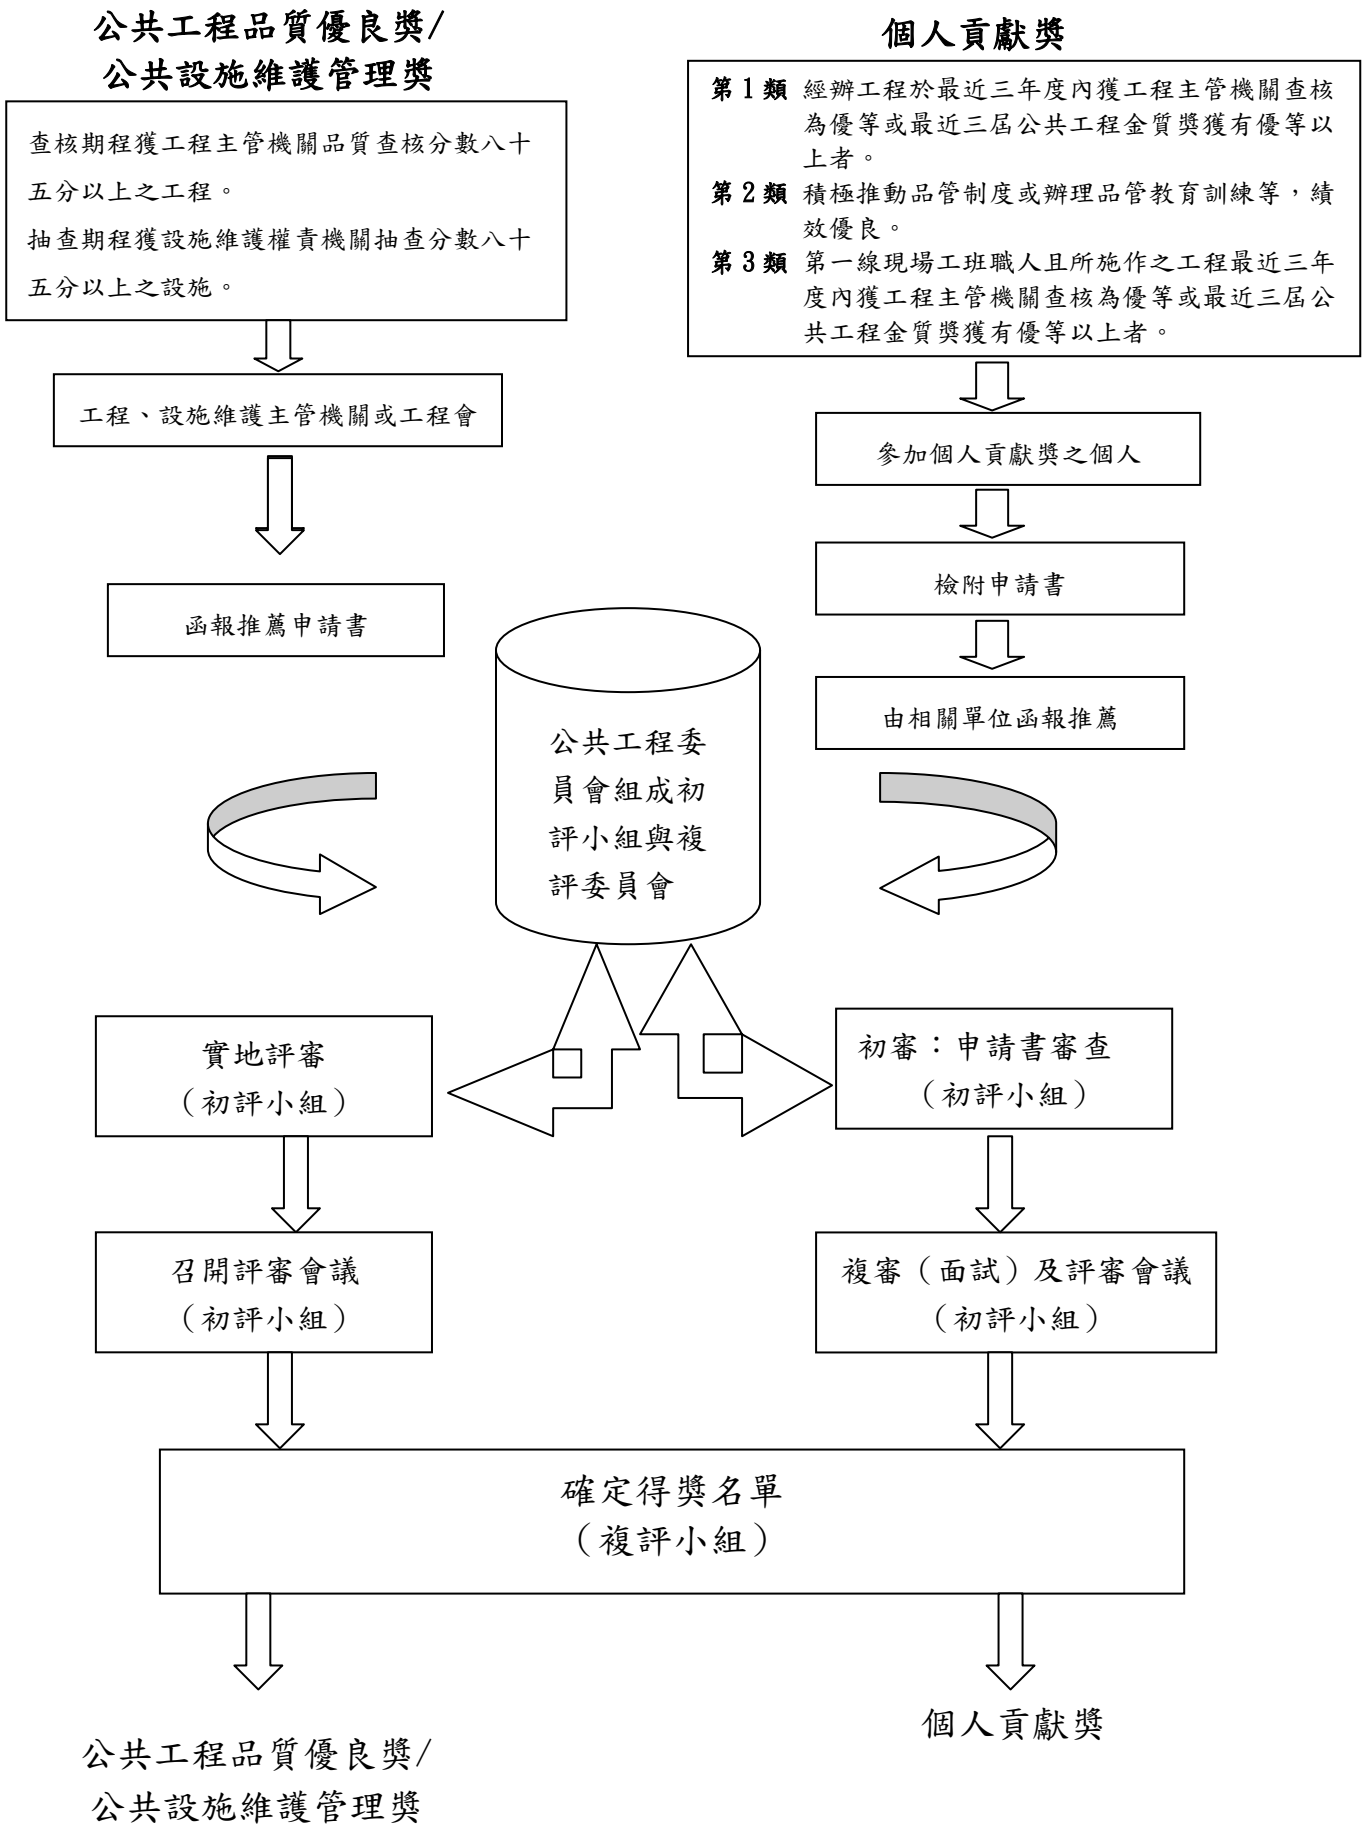 公共工程品質優良獎/
公共設施維護管理獎
查核期程獲工程主管機關品質查核分數八十
五分以上之工程。
抽查期程獲設施維護權責機關抽查分數八十
五分以上之設施。
工程、設施維護主管機關或工程會
函報推薦申請書
個人貢獻獎
第1類 經辦工程於最近三年度內獲工程主管機關查核
為優等或最近三屆公共工程金質獎獲有優等以
上者。
第2類 積極推動品管制度或辦理品管教育訓練等，績
效優良。
第3類 第一線現場工班職人且所施作之工程最近三年
度內獲工程主管機關查核為優等或最近三屆公
共工程金質獎獲有優等以上者。
參加個人貢獻獎之個人
檢附申請書
由相關單位函報推薦
公共工程委
員會組成初
評小組與複
評委員會
實地評審
（初評小組）
召開評審會議
（初評小組）
初審：申請書審查
（初評小組）
複審（面試）及評審會議
（初評小組）
確定得獎名單
（複評小組）
公共工程品質優良獎/
公共設施維護管理獎
個人貢獻獎